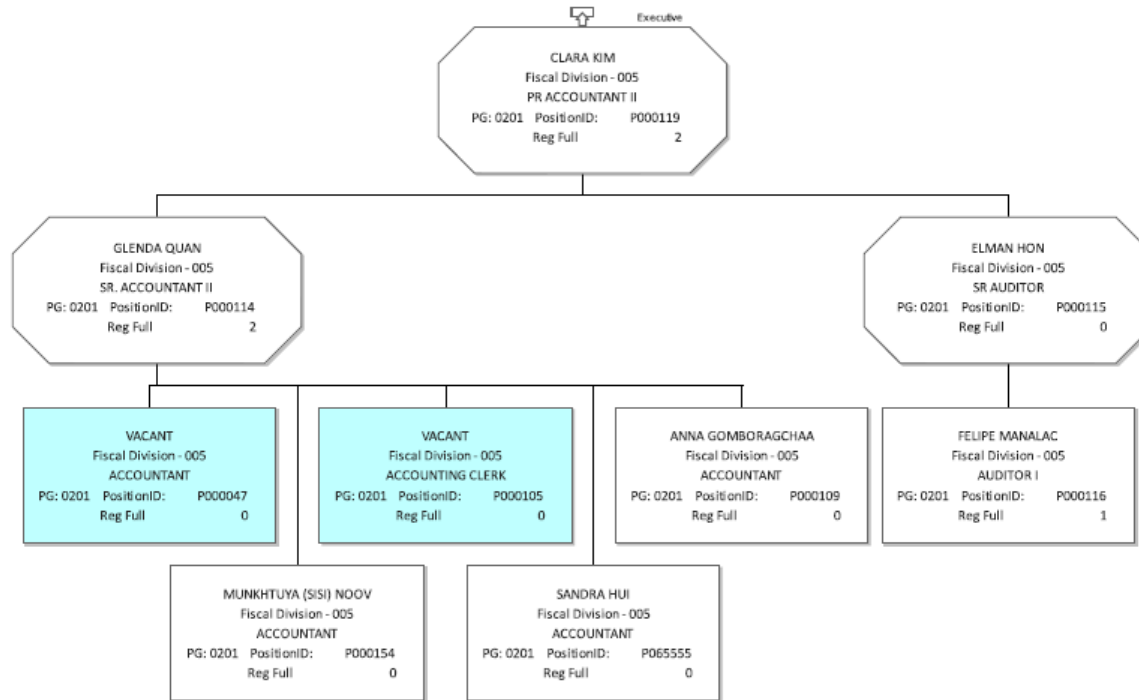 Executive
CLARA KIM
Fiscal Division - 005
PR ACCOUNTANT II
PG: 0201 PositionID: P000119
Reg Full 2
GLENDA QUAN
Fiscal Division - 005
SR. ACCOUNTANT II
PG: 0201 PositionID: P000114
Reg Full 2
ELMAN HON
Fiscal Division - 005
SR AUDITOR
PG: 0201 PositionID: P000115
Reg Full 0
VACANT
Fiscal Division - 005
ACCOUNTANT
PG: 0201 PositionID: P000047
Reg Full 0
VACANT
Fiscal Division - 005
ACCOUNTING CLERK
PG: 0201 PositionID: P000105
Reg Full 0
ANNA GOMBORAGCHAA
Fiscal Division - 005
ACCOUNTANT
PG: 0201 PositionID: P000109
Reg Full 0
FELIPE MANALAC
Fiscal Division - 005
AUDITOR I
PG: 0201 PositionID: P000116
Reg Full 1
MUNKHTUYA (SISI) NOOV
Fiscal Division - 005
ACCOUNTANT
PG: 0201 PositionID: P000154
Reg Full 0
SANDRA HUI
Fiscal Division - 005
ACCOUNTANT
PG: 0201 PositionID: P065555
Reg Full 0